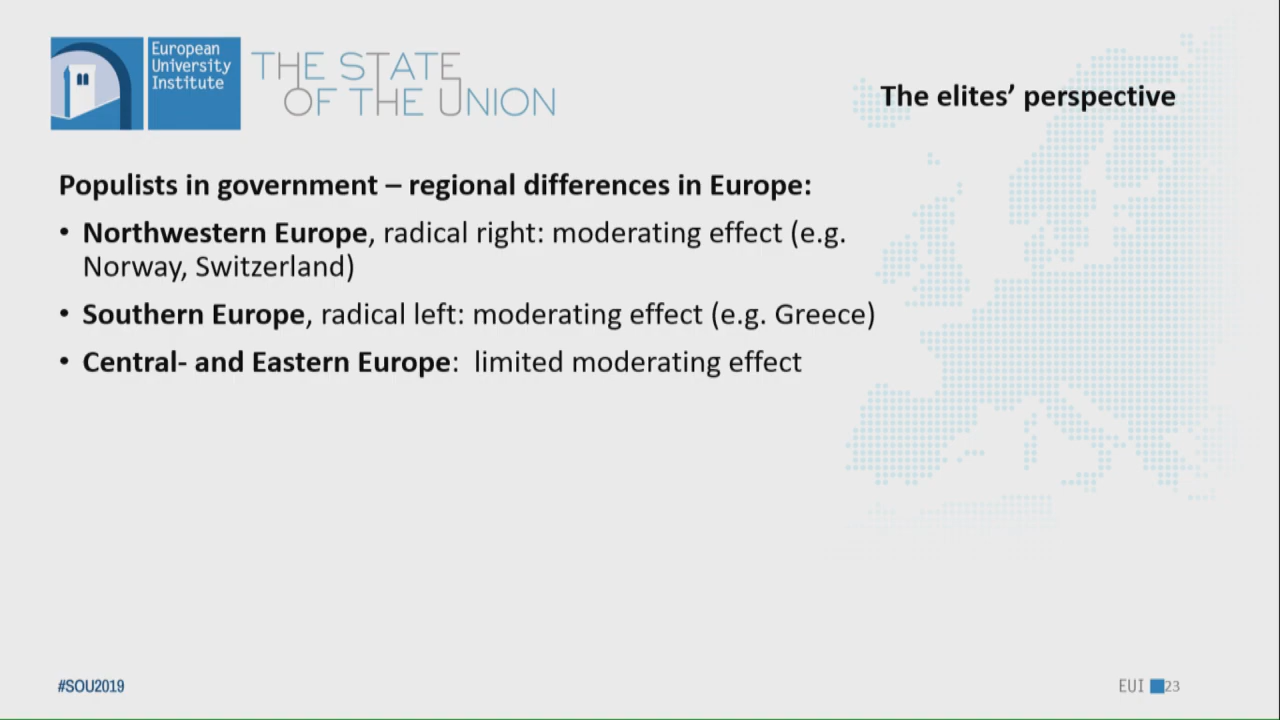 European
University
Institute
THE STATE
OF THE UNION
The elites’ perspective
Populists in government – regional differences in Europe:
• Northwestern Europe, radical right: moderating effect (e.g.
Norway, Switzerland)
• Southern Europe, radical left: moderating effect (e.g. Greece)
• Central- and Eastern Europe:  limited moderating effect
#SOU2019
EUI 23